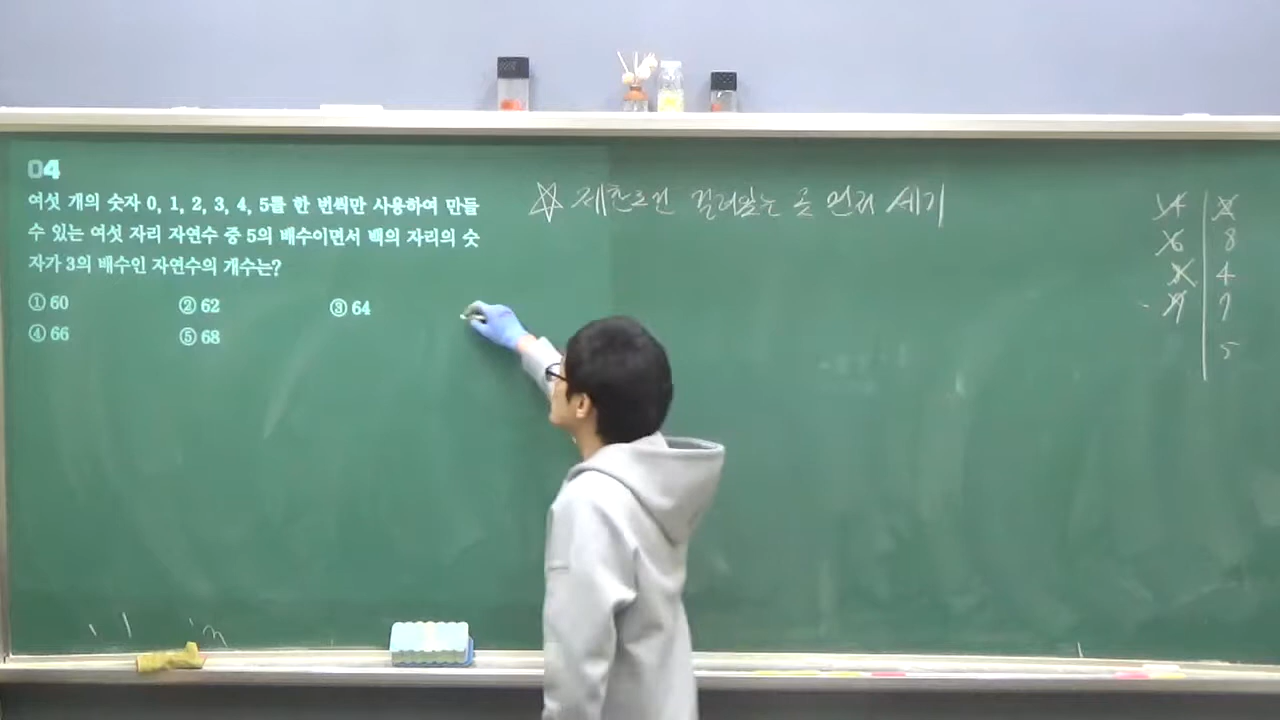 04
여섯 개의 숫자 0, 1, 2, 3, 4, 5를 한 번씩만 사용하여 만들
수 있는 여섯 자리 자연수 중 5의 배수이면서 백의 자리의 숫
자가 3의 배수인 자연수의 개수는?
① 60 ② 62 ③ 64
④ 66 ⑤ 68
☆ 제한조건 걸려있는 곳 먼저 세기
8
4
7
5